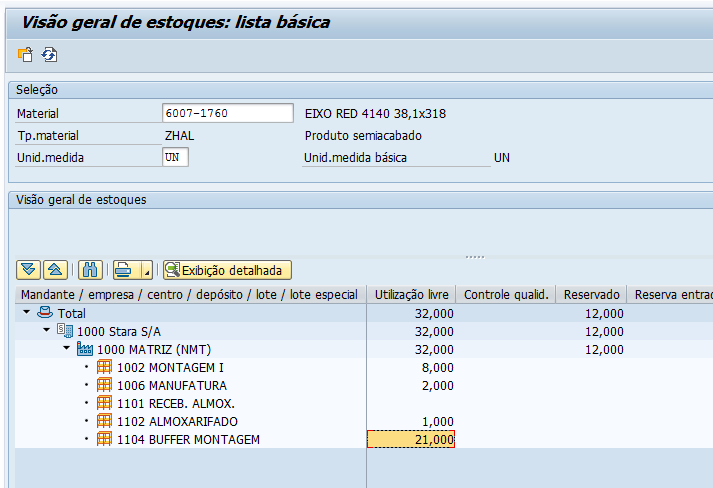 Visão geral de estoques: lista básica
Seleção
Material 6007-1760 EIXO RED 4140 38,1x318
Tp.material ZHAL Produto semiacabado
Unid.medida UN Unid.medida básica UN
Visão geral de estoques
Exibição detalhada
Mandante / empresa / centro / depósito / lote / lote especial Utilização livre Controle qualid. Reservado Reserva entrad
Total 32,000 12,000
1000 Stara S/A 32,000 12,000
1000 MATRIZ (NMT) 32,000 12,000
1002 MONTAGEM I 8,000
1006 MANUFATURA 2,000
1101 RECEB. ALMOX.
1102 ALMOXARIFADO 1,000
1104 BUFFER MONTAGEM 21,000